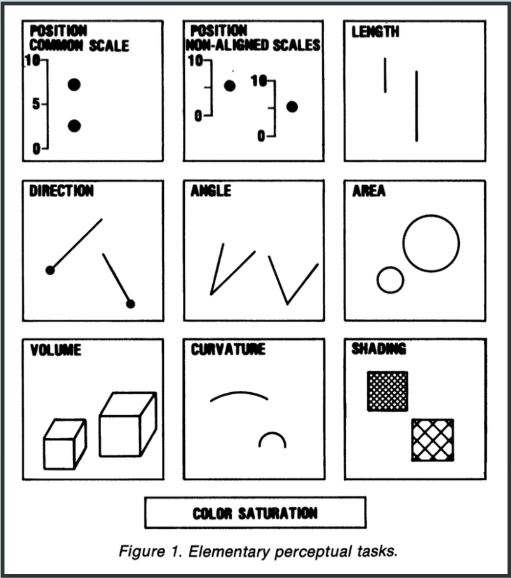 POSITION
COMMON SCALE
10
5
0
POSITION
NON-ALIGNED SCALES
10
0
10
0
LENGTH
DIRECTION
ANGLE
AREA
VOLUME
CURVATURE
SHADING
COLOR SATURATION
Figure 1. Elementary perceptual tasks.